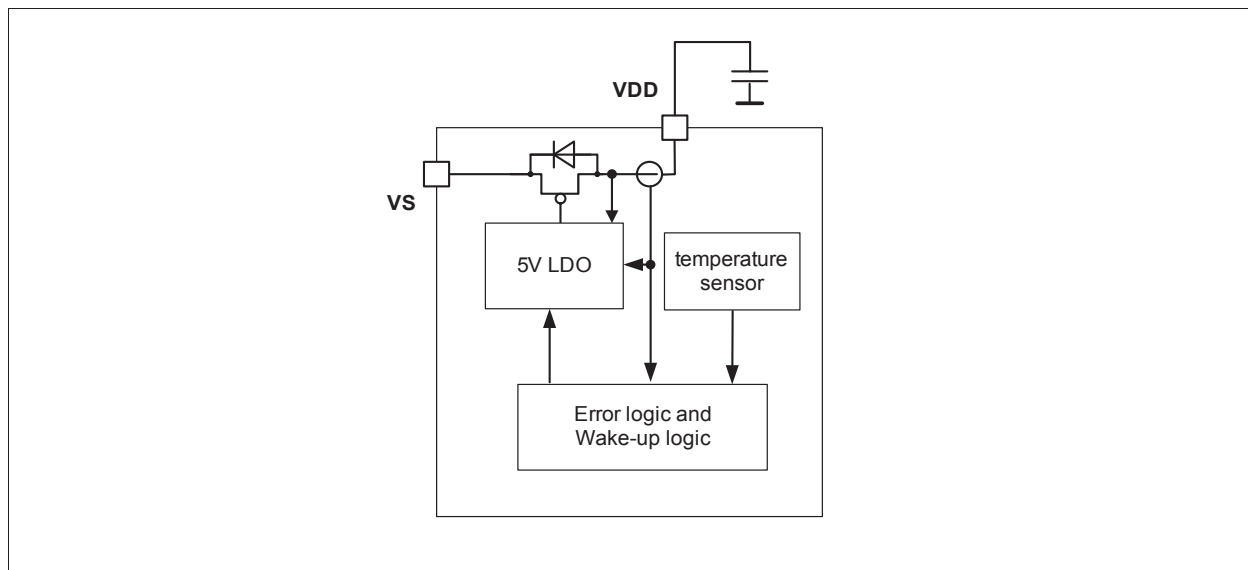 VDD
VS
5V LDO
temperature
sensor
Error logic and
Wake-up logic